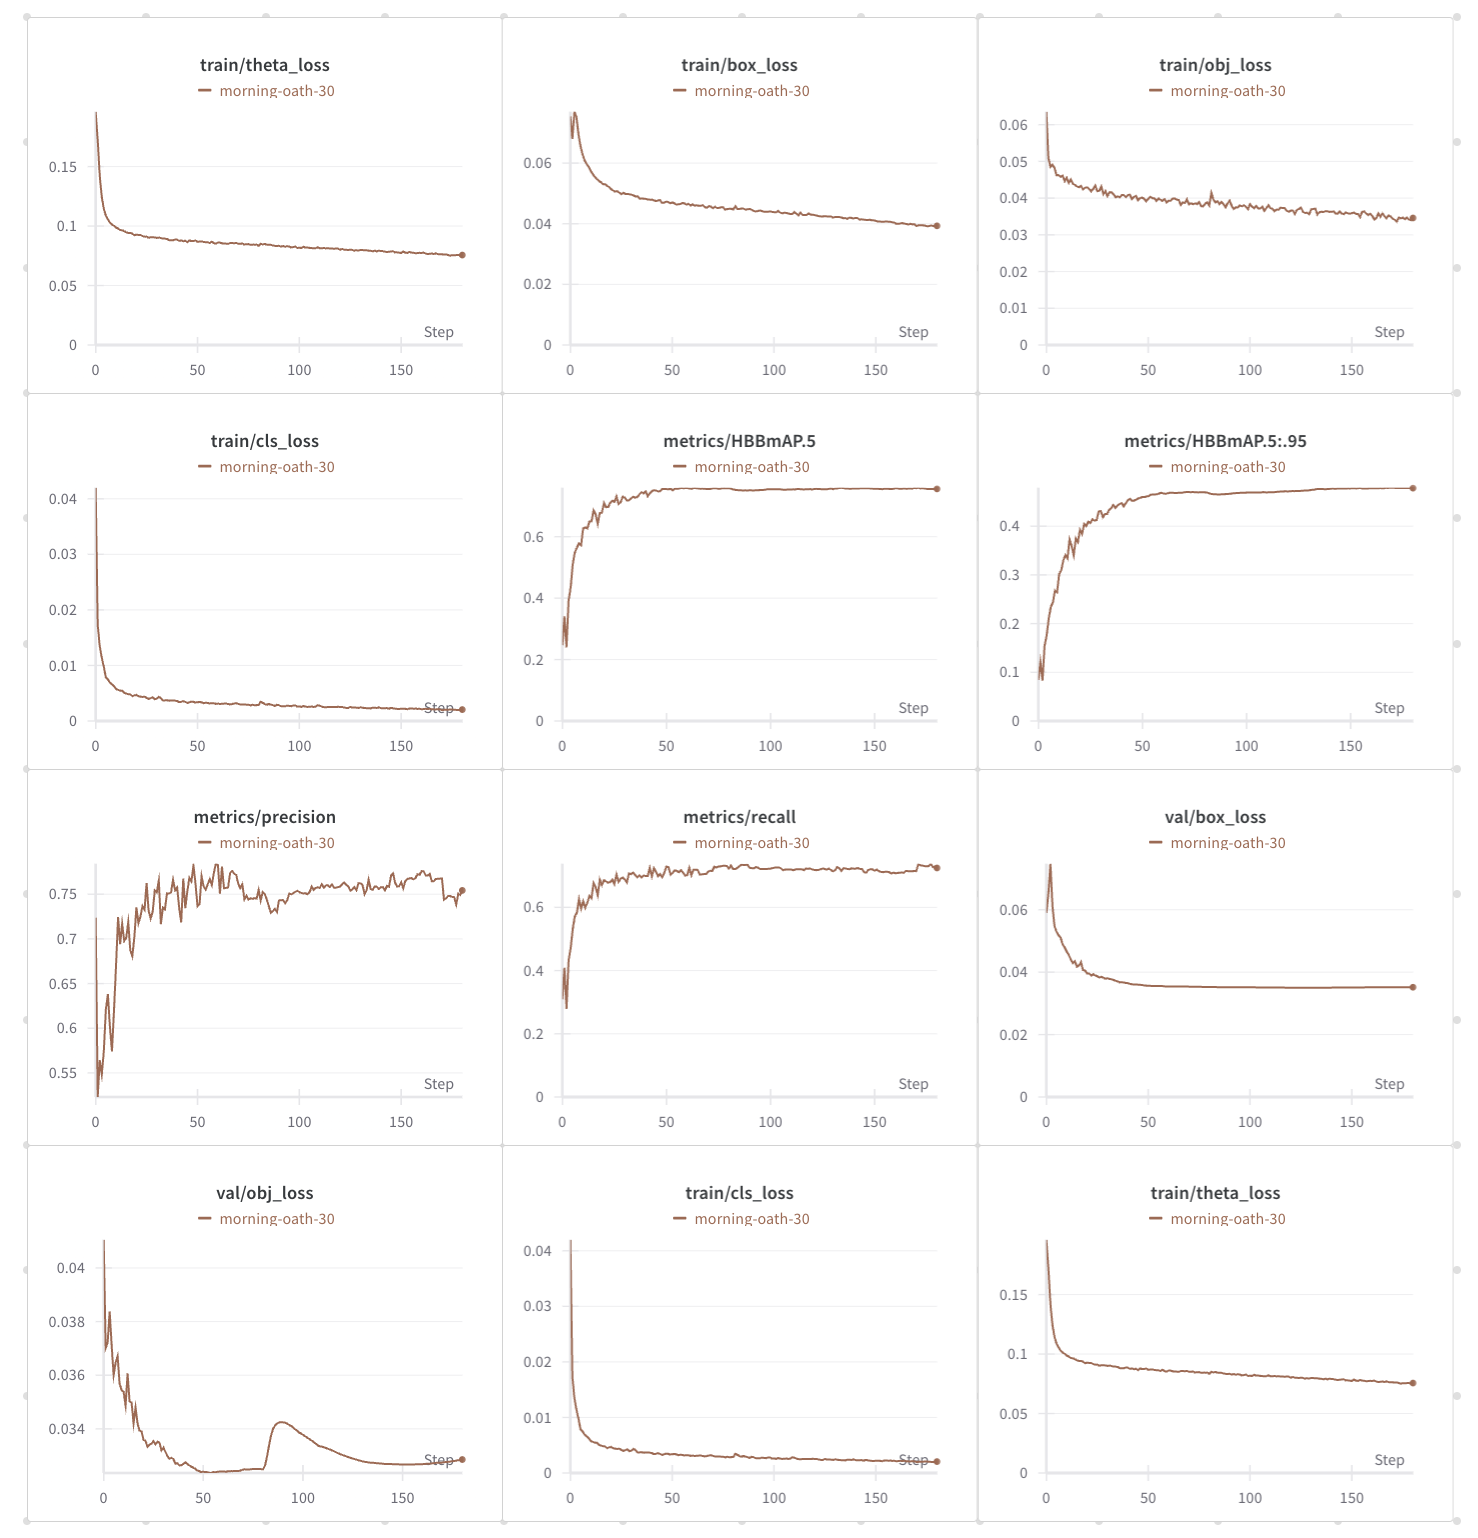 train/theta_loss
morning-oath-30
0.15
0.1
0.05
0
Step
0 50 100 150
train/box_loss
morning-oath-30
0.06
0.04
0.02
0
Step
0 50 100 150
train/obj_loss
morning-oath-30
0.06
0.05
0.04
0.03
0.02
0.01
0
Step
0 50 100 150
train/cls_loss
morning-oath-30
0.04
0.03
0.02
0.01
0
Step
0 50 100 150
metrics/HBBmAP.5
morning-oath-30
0.6
0.4
0.2
0
Step
0 50 100 150
metrics/HBBmAP.5:.95
morning-oath-30
0.4
0.3
0.2
0.1
0
Step
0 50 100 150
metrics/precision
morning-oath-30
0.75
0.7
0.65
0.6
0.55
Step
0 50 100 150
metrics/recall
morning-oath-30
0.6
0.4
0.2
0
Step
0 50 100 150
val/box_loss
morning-oath-30
0.06
0.04
0.02
0
Step
0 50 100 150
val/obj_loss
morning-oath-30
0.04
0.038
0.036
0.034
Step
0 50 100 150
train/cls_loss
morning-oath-30
0.04
0.03
0.02
0.01
0
Step
0 50 100 150
train/theta_loss
morning-oath-30
0.15
0.1
0.05
0
Step
0 50 100 150